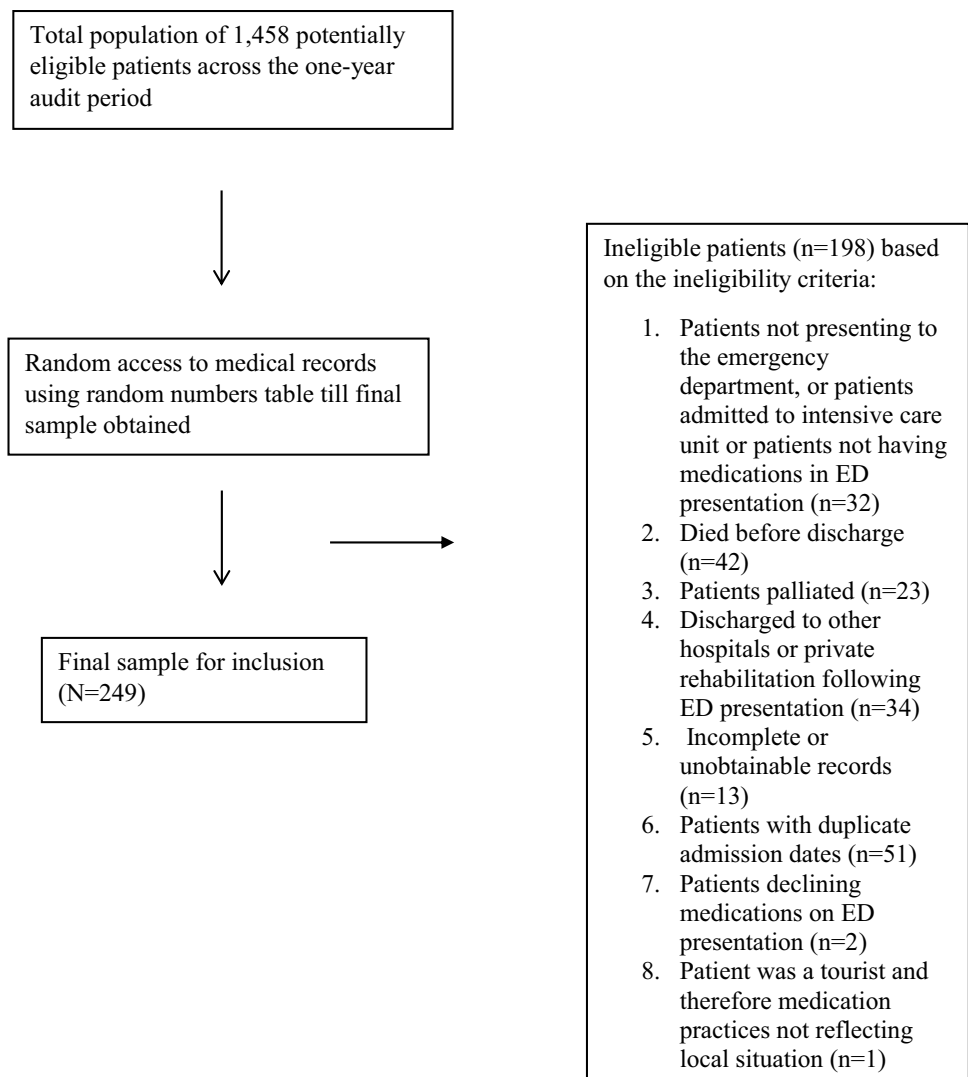 Total population of 1,458 potentially
eligible patients across the one-year
audit period
Random access to medical records
using random numbers table till final
sample obtained
Final sample for inclusion
(N=249)
Ineligible patients (n=198) based
on the ineligibility criteria:
1. Patients not presenting to
the emergency
department, or patients
admitted to intensive care
unit or patients not having
medications in ED
presentation (n=32)
2. Died before discharge
(n=42)
3. Patients palliated (n=23)
4. Discharged to other
hospitals or private
rehabilitation following
ED presentation (n=34)
5. Incomplete or
unobtainable records
(n=13)
6. Patients with duplicate
admission dates (n=51)
7. Patients declining
medications on ED
presentation (n=2)
8. Patient was a tourist and
therefore medication
practices not reflecting
local situation (n=1)